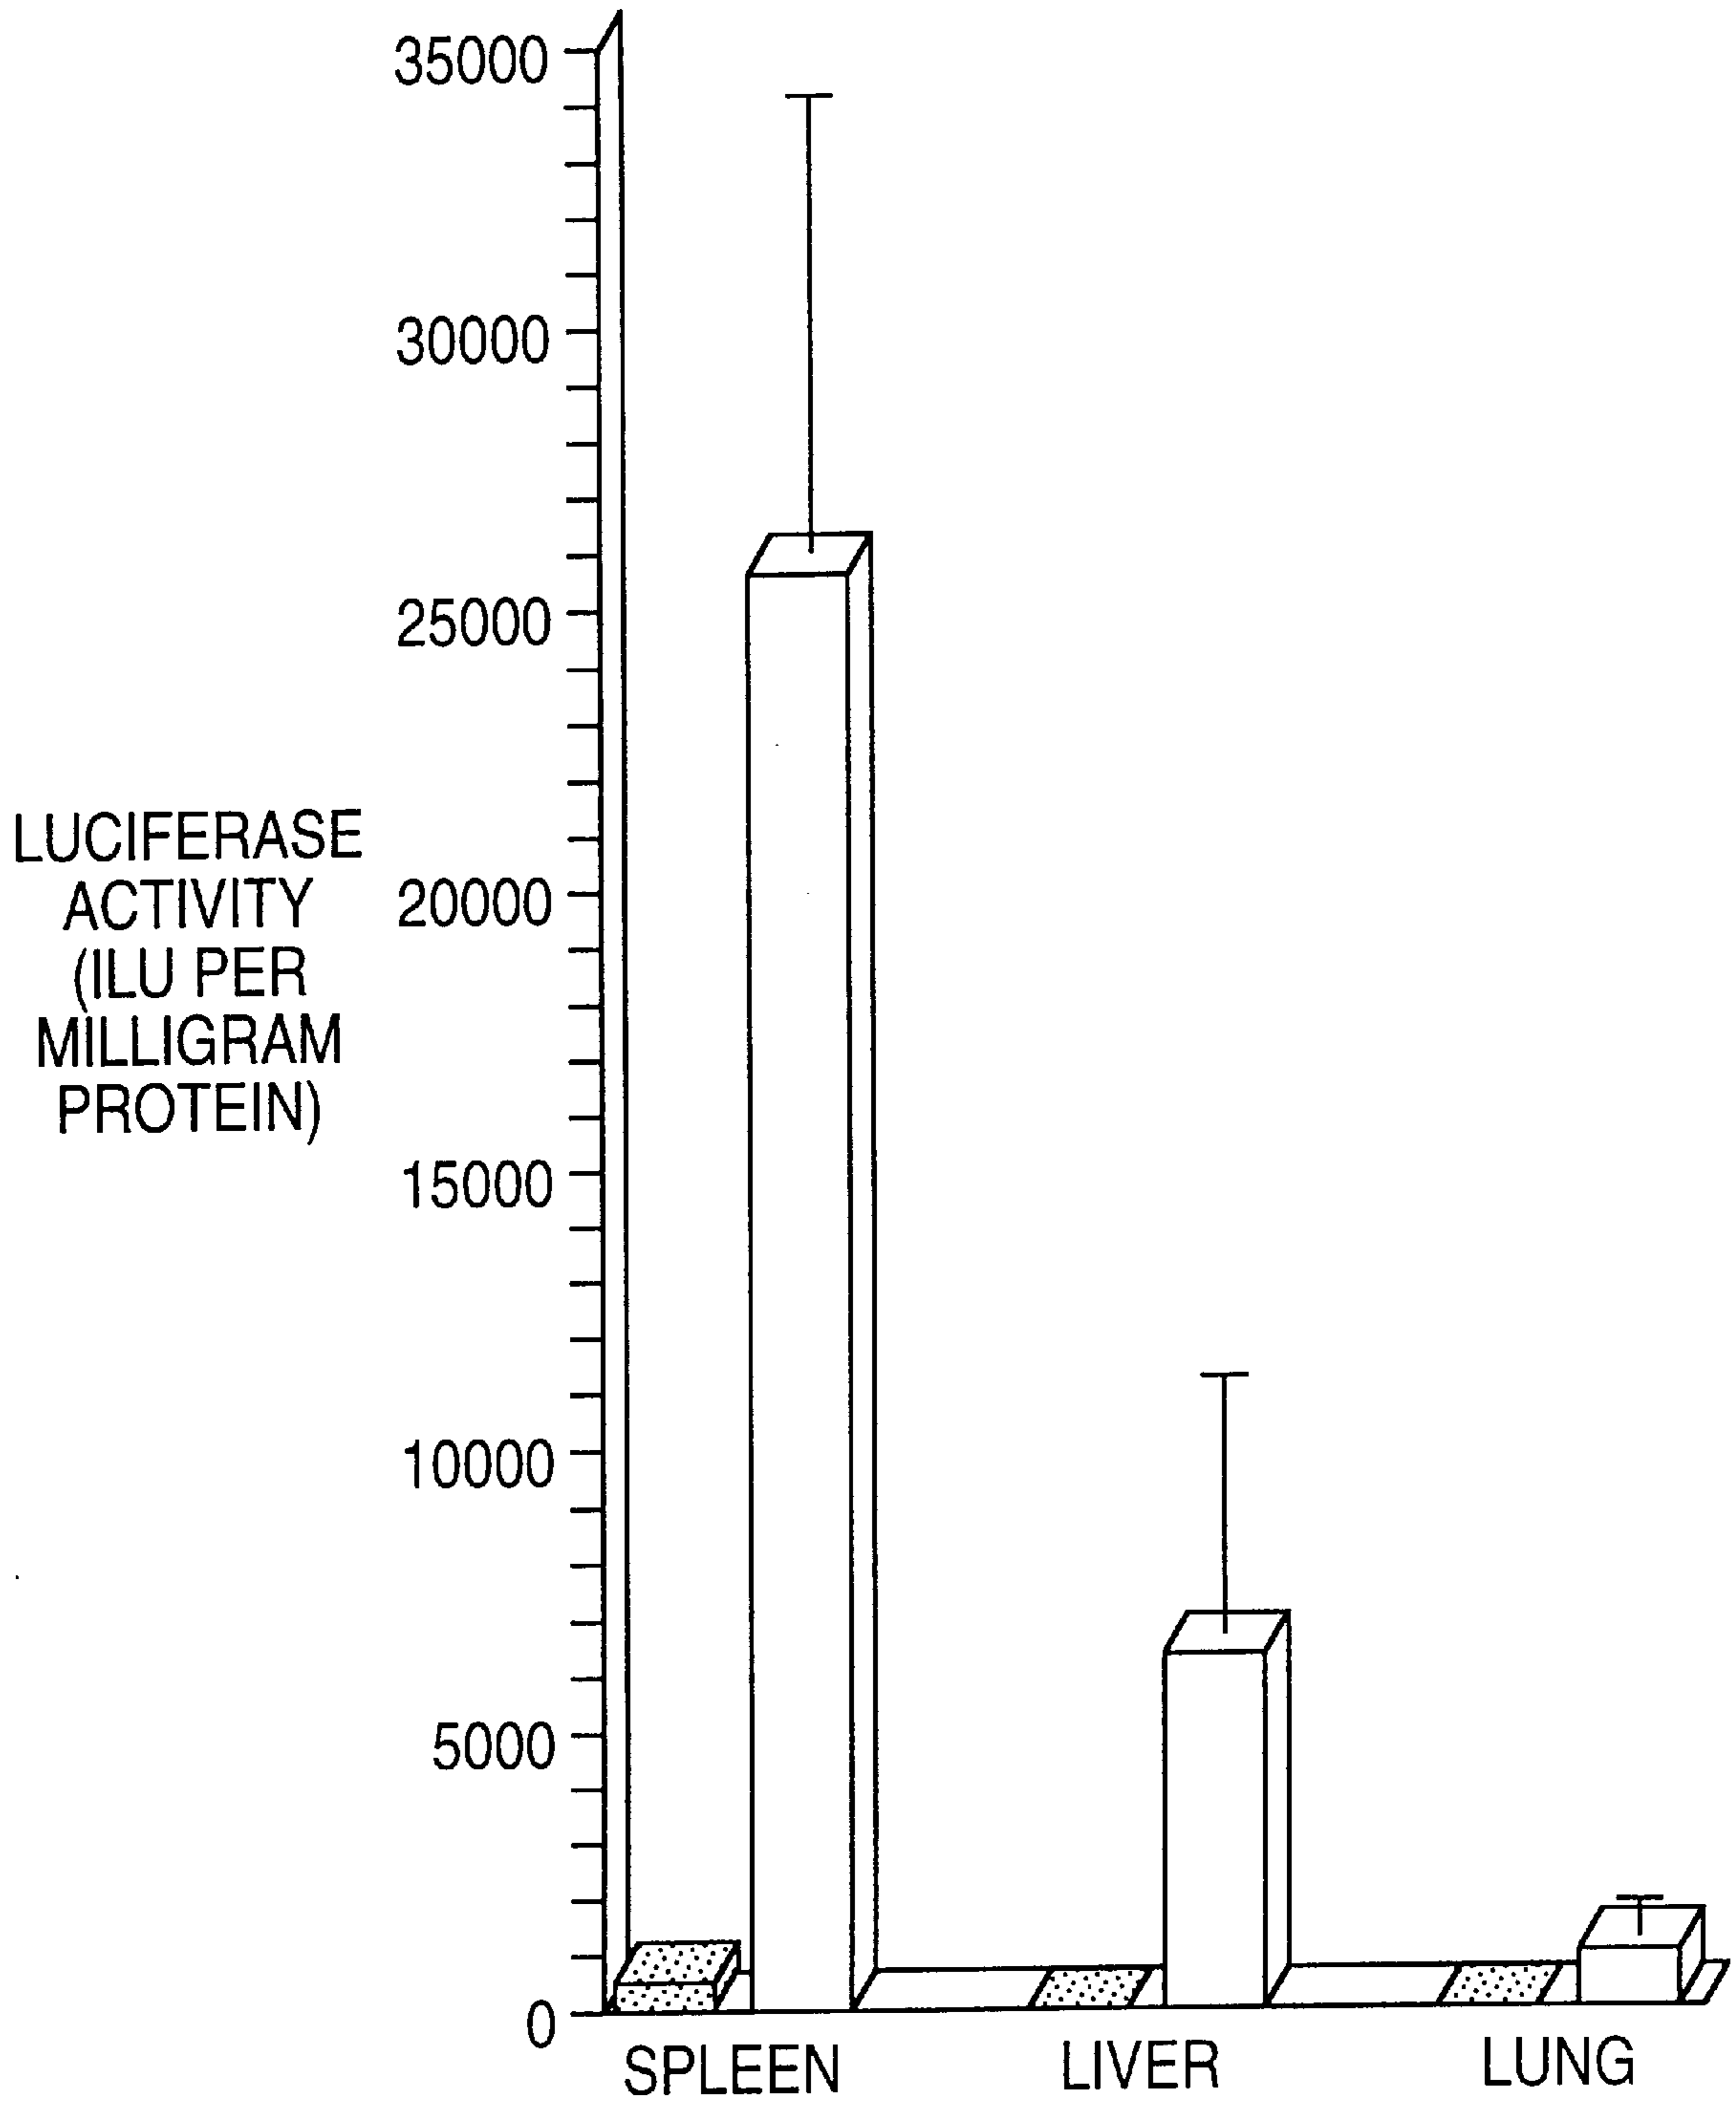 35000
30000
25000
20000
15000
10000
5000
0
LUCIFERASE
ACTIVITY
(ILU PER
MILLIGRAM
PROTEIN)
SPLEEN
LIVER
LUNG